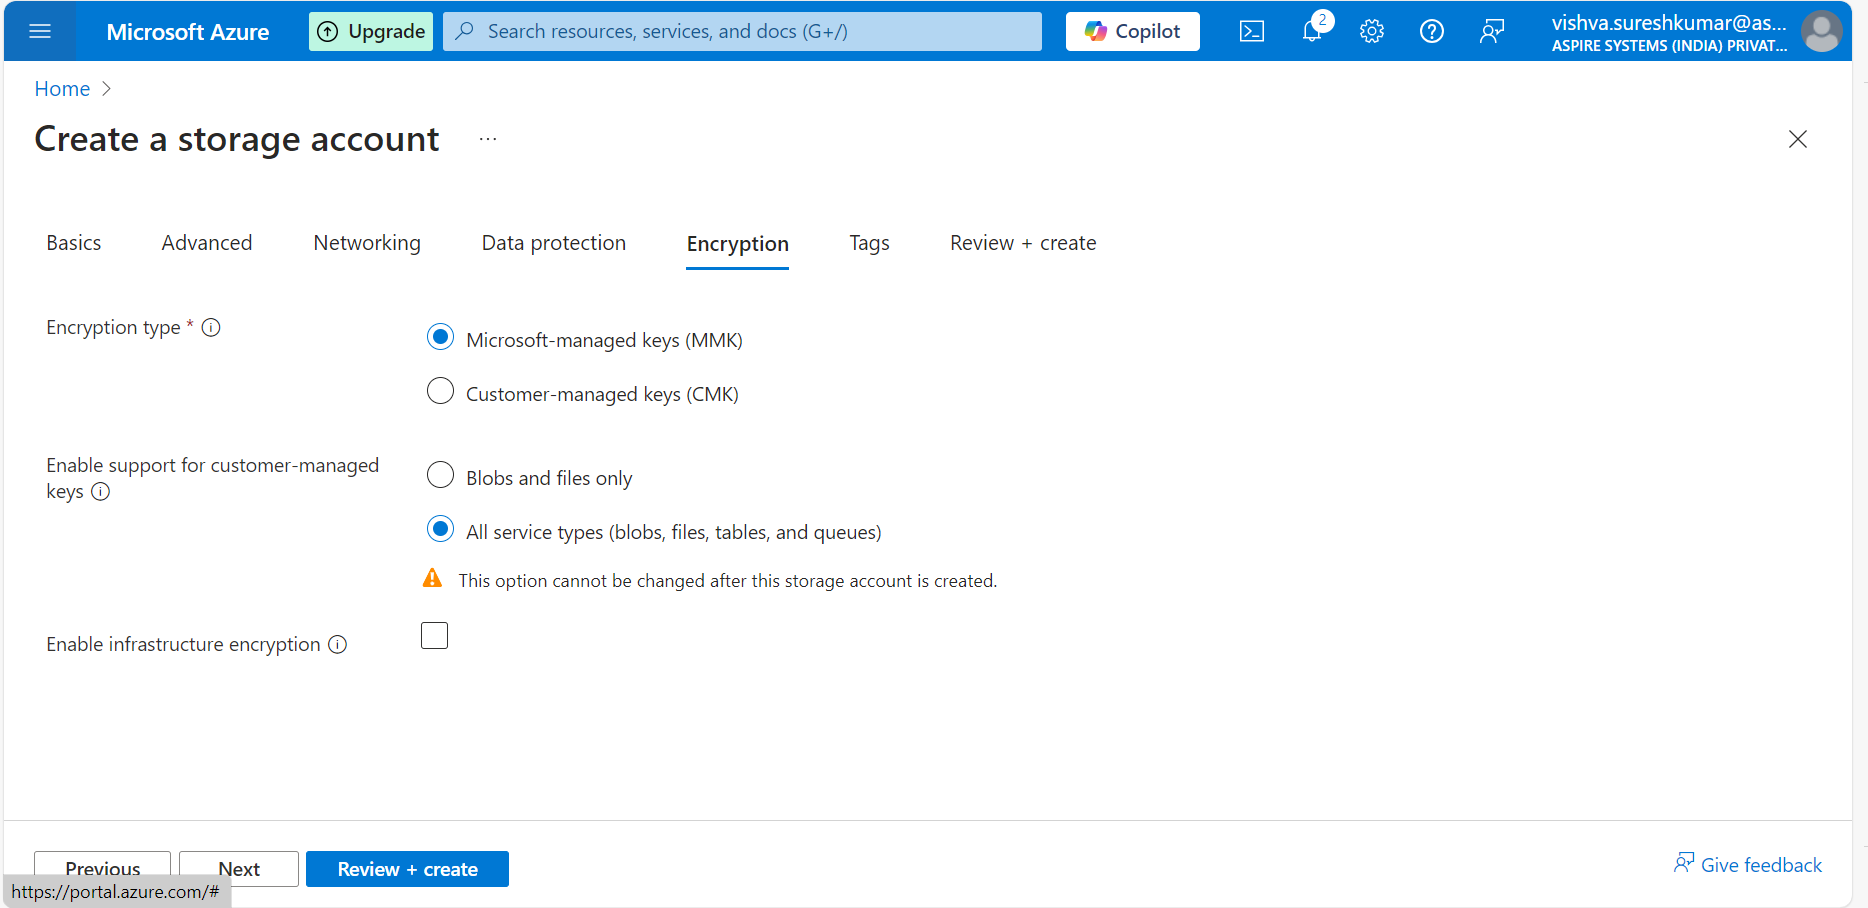 Microsoft Azure
Upgrade
Search resources, services, and docs (G+/)
Copilot
2
vishva.sureshkumar@as...
ASPIRE SYSTEMS (INDIA) PRIVAT...
Home
Create a storage account
...
Basics
Advanced
Networking
Data protection
Encryption
Tags
Review + create
Encryption type *
Microsoft-managed keys (MMK)
Customer-managed keys (CMK)
Enable support for customer-managed
keys
Blobs and files only
All service types (blobs, files, tables, and queues)
This option cannot be changed after this storage account is created.
Enable infrastructure encryption
Previous
Next
Review + create
Give feedback
https://portal.azure.com/#